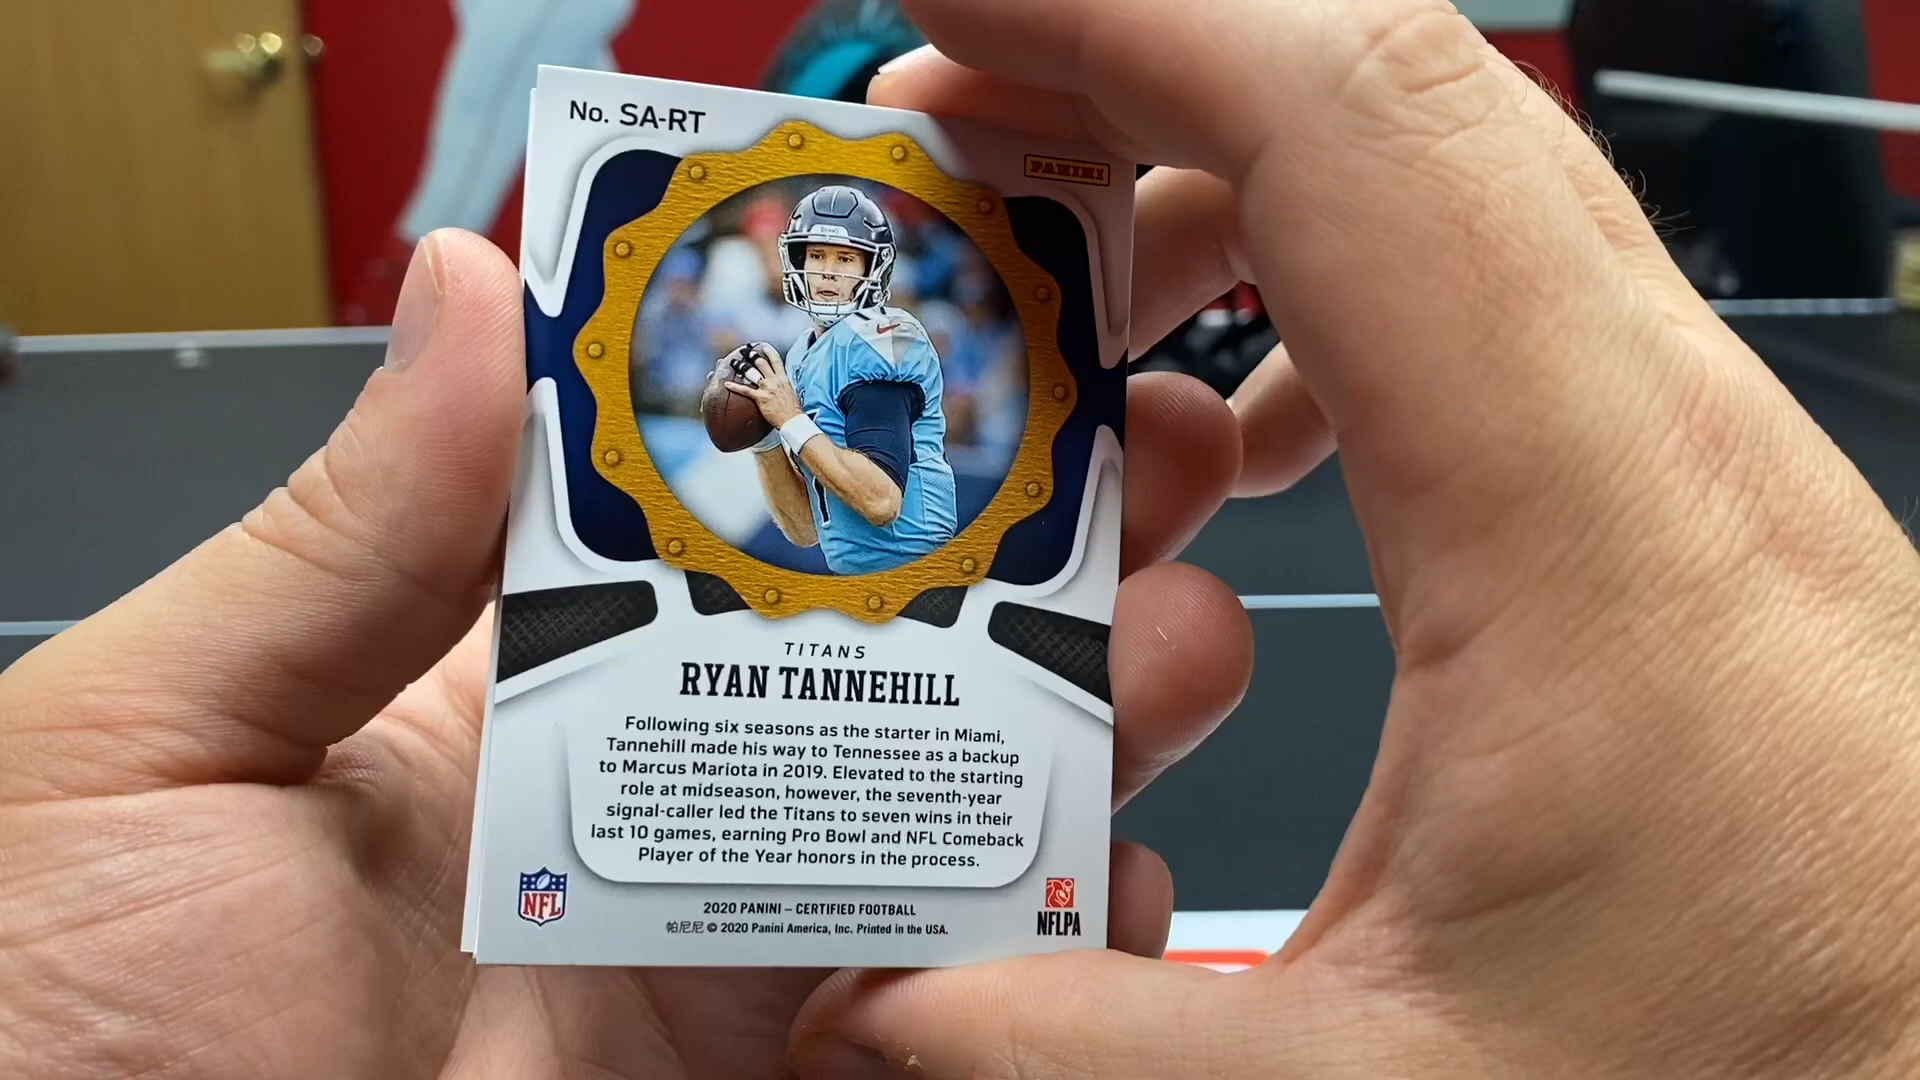 No. SA-RT
PANINI
TITANS
RYAN TANNEHILL
Following six seasons as the starter in Miami,
Tannehill made his way to Tennessee as a backup
to Marcus Mariota in 2019. Elevated to the starting
role at midseason, however, the seventh-year
signal-caller led the Titans to seven wins in their
last 10 games, earning Pro Bowl and NFL Comeback
Player of the Year honors in the process.
NFL
NFLPA
2020 PANINI – CERTIFIED FOOTBALL
帕尼尼 © 2020 Panini America, Inc. Printed in the USA.